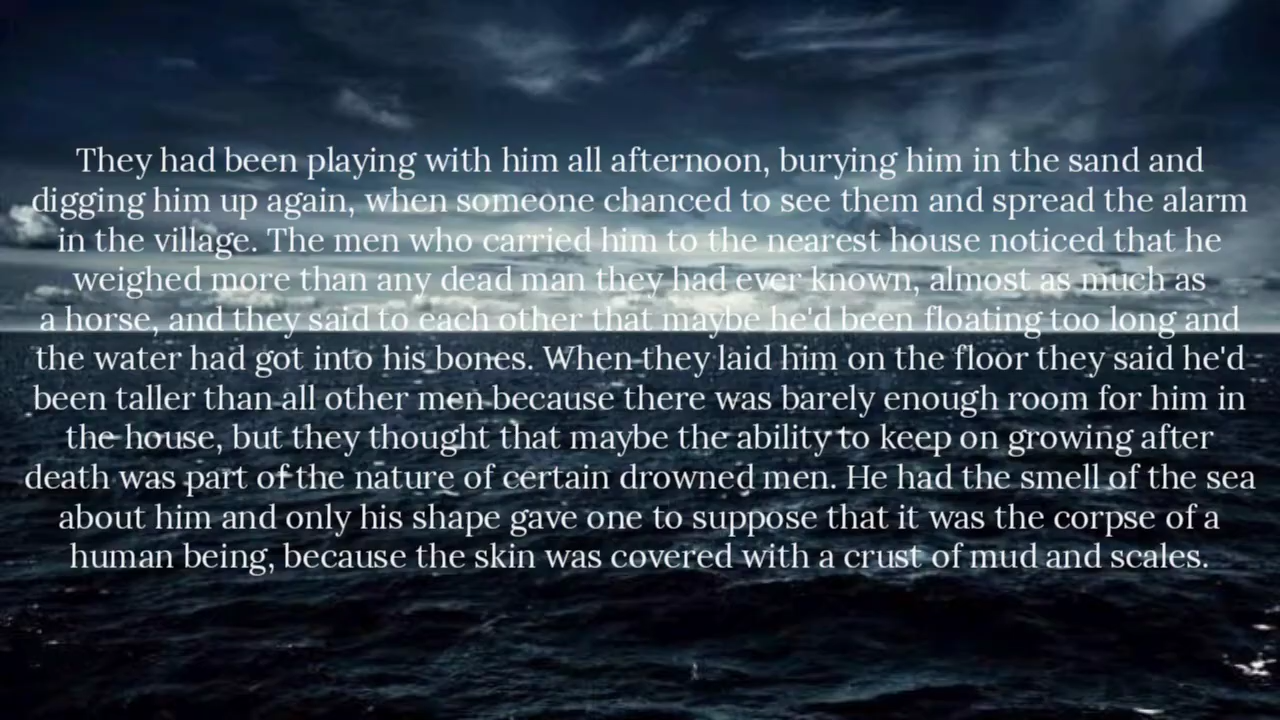 They had been playing with him all afternoon, burying him in the sand and
digging him up again, when someone chanced to see them and spread the alarm
in the village. The men who carried him to the nearest house noticed that he
weighed more than any dead man they had ever known, almost as much as
a horse, and they said to each other that maybe he'd been floating too long and
the water had got into his bones. When they laid him on the floor they said he'd
been taller than all other men because there was barely enough room for him in
the house, but they thought that maybe the ability to keep on growing after
death was part of the nature of certain drowned men. He had the smell of the sea
about him and only his shape gave one to suppose that it was the corpse of a
human being, because the skin was covered with a crust of mud and scales.